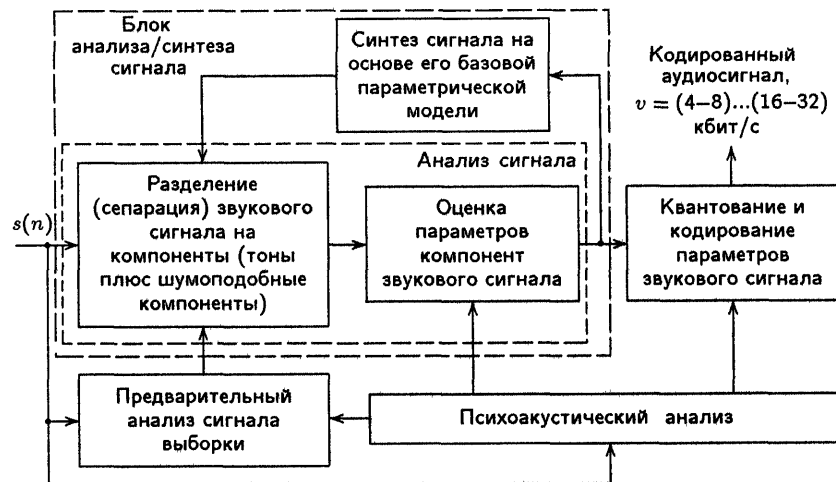 Блок
анализа/синтеза
сигнала
Синтез сигнала на
основе его базовой
параметрической
модели
Кодированный
аудиосигнал,
v = (4–8)...(16–32)
кбит/с
Анализ сигнала
s(n)
Разделение
(сепарация) звукового
сигнала на
компоненты (тоны
плюс шумоподобные
компоненты)
Оценка
параметров
компонент
звукового сигнала
Квантование и
кодирование
параметров
звукового сигнала
Предварительный
анализ сигнала
выборки
Психоакустический анализ